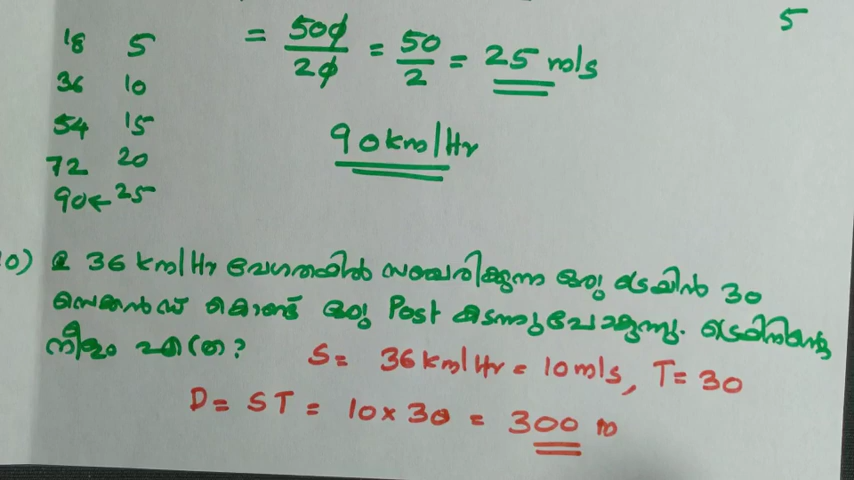 5
18 5 = 500/20 = 50/2 = 25 m/s
36 10
54 15 90 km/Hr
72 20
90 ← 25
0) 36 km/Hr വേഗതയിൽ സഞ്ചരിക്കുന്ന ഒരു ട്രെയിൻ 30
സെക്കൻഡ് കൊണ്ട് ഒരു Post കടന്നുപോകുന്നു. ട്രെയിനിന്റെ
നീളം എത്ര?
S = 36 km/Hr = 10 m/s, T = 30
D = ST = 10 x 30 = 300 m